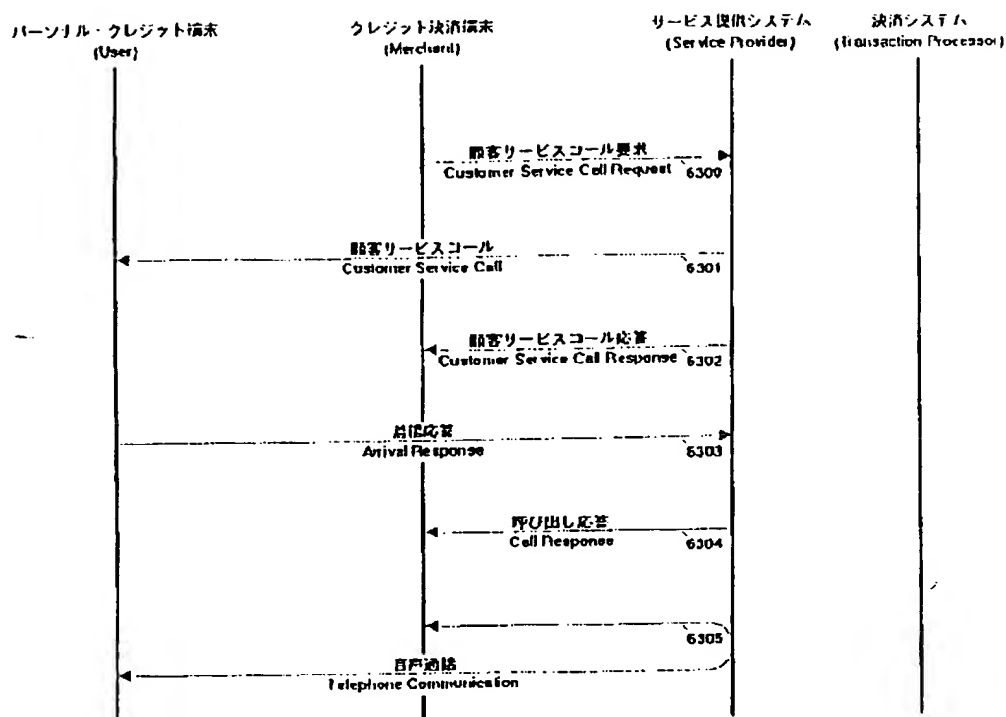 パーソナル・クレジット端末
(User)
クレジット決済端末
(Merchant)
サービス提供システム
(Service Provider)
決済システム
(Transaction Processor)
顧客サービスコール要求
Customer Service Call Request
6300
顧客サービスコール
Customer Service Call
6301
顧客サービスコール応答
Customer Service Call Response
6302
着信応答
Arrival Response
6303
呼び出し応答
Call Response
6304
6305
音声通話
Telephone Communication